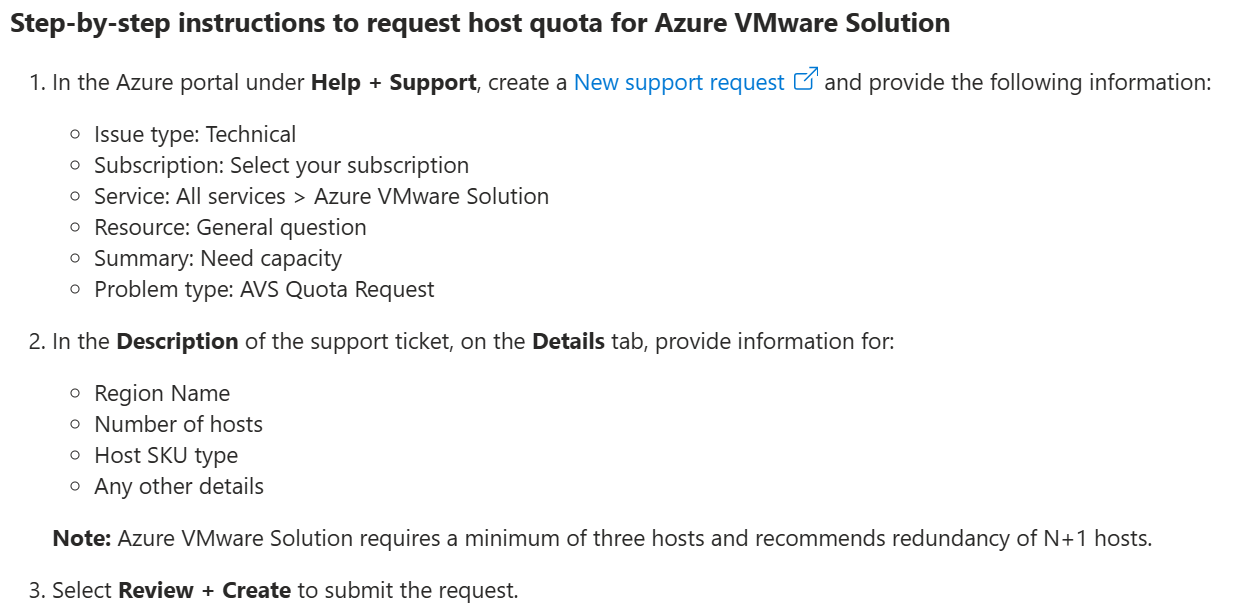 Step-by-step instructions to request host quota for Azure VMware Solution
1. In the Azure portal under Help + Support, create a New support request and provide the following information:
○ Issue type: Technical
○ Subscription: Select your subscription
○ Service: All services > Azure VMware Solution
○ Resource: General question
○ Summary: Need capacity
○ Problem type: AVS Quota Request
2. In the Description of the support ticket, on the Details tab, provide information for:
○ Region Name
○ Number of hosts
○ Host SKU type
○ Any other details
Note: Azure VMware Solution requires a minimum of three hosts and recommends redundancy of N+1 hosts.
3. Select Review + Create to submit the request.